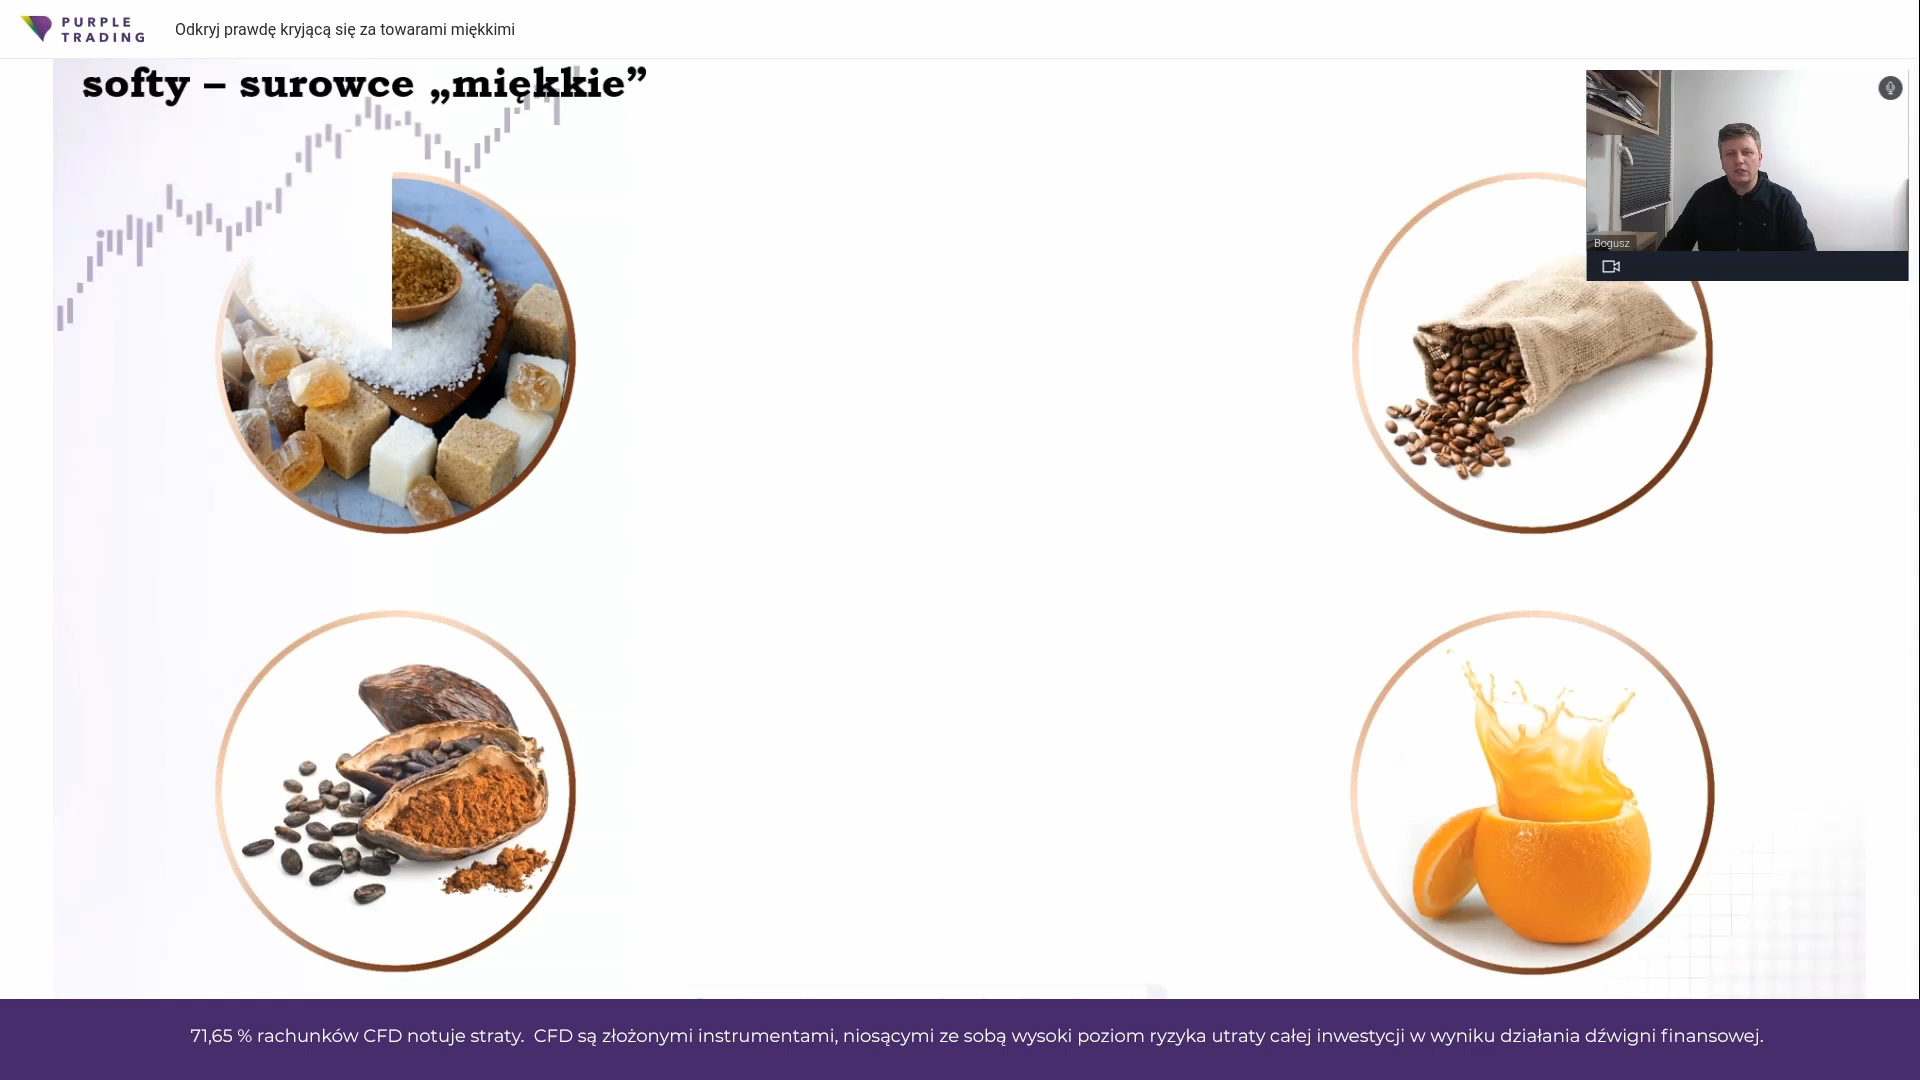 PURPLE
TRADING
Odkryj prawdę kryjącą się za towarami miękkimi
softy – surowce „miękkie”
Bogusz
71,65 % rachunków CFD notuje straty.  CFD są złożonymi instrumentami, niosącymi ze sobą wysoki poziom ryzyka utraty całej inwestycji w wyniku działania dźwigni finansowej.